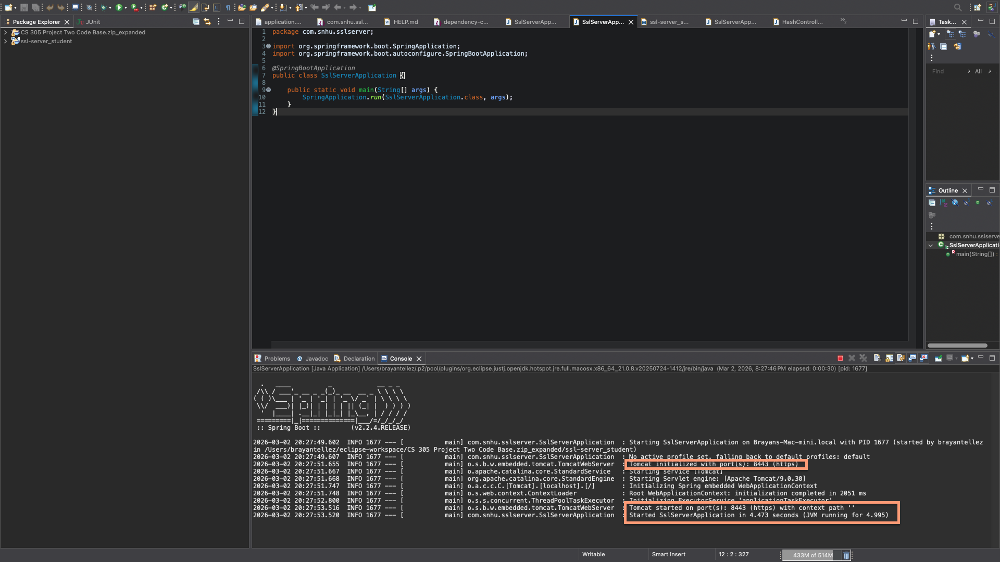 Package Explorer
JUnit
CS 305 Project Two Code Base.zip_expanded
ssl-server_student
application....
com.snhu.ssl...
HELP.md
dependency-c...
SslServerApp...
SslServerApp...
ssl-server_s...
SslServerApp...
HashControll...
1 package com.snhu.sslserver;
2
3 import org.springframework.boot.SpringApplication;
4 import org.springframework.boot.autoconfigure.SpringBootApplication;
5
6 @SpringBootApplication
7 public class SslServerApplication {
8
9 public static void main(String[] args) {
10 SpringApplication.run(SslServerApplication.class, args);
11 }
12 }
Task...
Find
All
Outline
com.snhu.sslserve
SslServerApplicati
main(String[]) :
Problems
Javadoc
Declaration
Console
SslServerApplication [Java Application] /Users/brayantellez/.p2/pool/plugins/org.eclipse.justj.openjdk.hotspot.jre.full.macosx.x86_64_21.0.8.v20250724-1412/jre/bin/java (Mar 2, 2026, 8:27:46 PM elapsed: 0:00:30) [pid: 1677]
:: Spring Boot :: (v2.2.4.RELEASE)
2026-03-02 20:27:49.602 INFO 1677 --- [ main] com.snhu.sslserver.SslServerApplication : Starting SslServerApplication on Brayans-Mac-mini.local with PID 1677 (started by brayantellez
in /Users/brayantellez/eclipse-workspace/CS 305 Project Two Code Base.zip_expanded/ssl-server_student)
2026-03-02 20:27:49.607 INFO 1677 --- [ main] com.snhu.sslserver.SslServerApplication : No active profile set, falling back to default profiles: default
2026-03-02 20:27:51.655 INFO 1677 --- [ main] o.s.b.w.embedded.tomcat.TomcatWebServer : Tomcat initialized with port(s): 8443 (https)
2026-03-02 20:27:51.667 INFO 1677 --- [ main] o.apache.catalina.core.StandardService : Starting service [Tomcat]
2026-03-02 20:27:51.668 INFO 1677 --- [ main] org.apache.catalina.core.StandardEngine : Starting Servlet engine: [Apache Tomcat/9.0.30]
2026-03-02 20:27:51.747 INFO 1677 --- [ main] o.a.c.c.C.[Tomcat].[localhost].[/] : Initializing Spring embedded WebApplicationContext
2026-03-02 20:27:51.748 INFO 1677 --- [ main] o.s.web.context.ContextLoader : Root WebApplicationContext: initialization completed in 2051 ms
2026-03-02 20:27:52.800 INFO 1677 --- [ main] o.s.s.concurrent.ThreadPoolTaskExecutor : Initializing ExecutorService 'applicationTaskExecutor'
2026-03-02 20:27:53.516 INFO 1677 --- [ main] o.s.b.w.embedded.tomcat.TomcatWebServer : Tomcat started on port(s): 8443 (https) with context path ''
2026-03-02 20:27:53.520 INFO 1677 --- [ main] com.snhu.sslserver.SslServerApplication : Started SslServerApplication in 4.473 seconds (JVM running for 4.995)
Writable
Smart Insert
12 : 2 : 327
433M of 514M